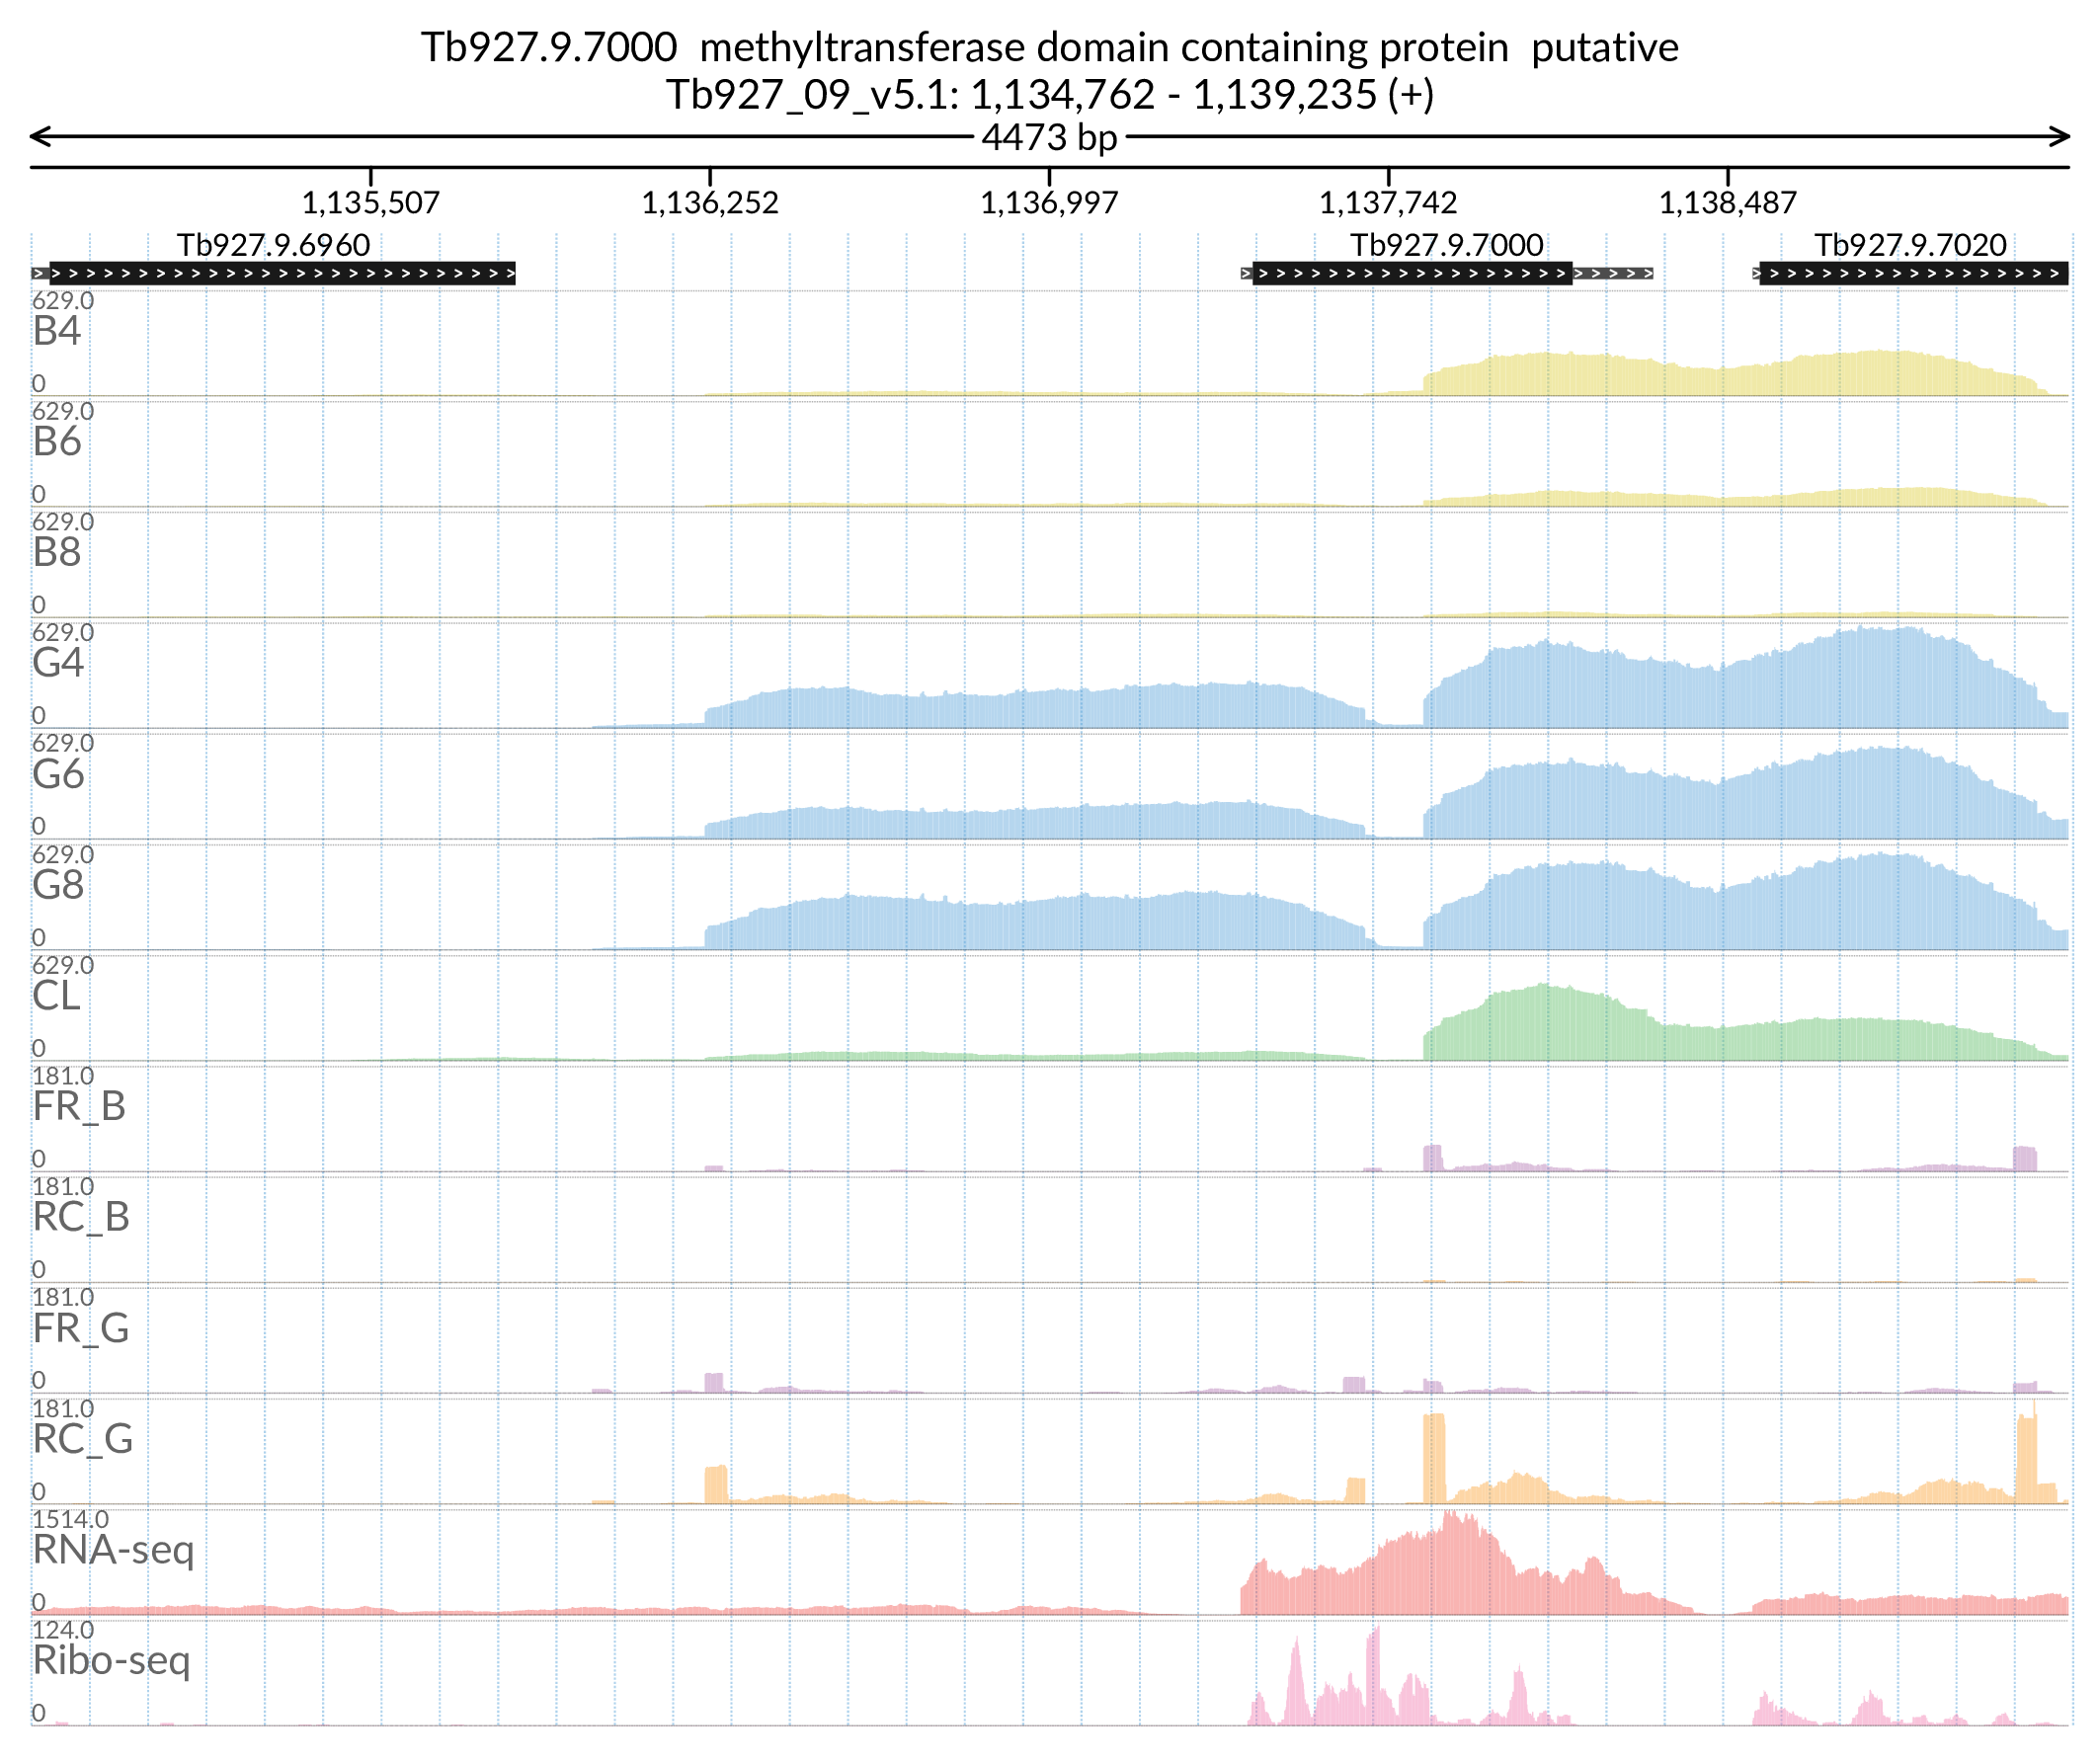 Tb927.9.7000  methyltransferase domain containing protein  putative
Tb927_09_v5.1: 1,134,762 - 1,139,235 (+)
4473 bp
1,135,507 1,136,252 1,136,997 1,137,742 1,138,487
Tb927.9.6960 Tb927.9.7000 Tb927.9.7020
629.0
B4
0
629.0
B6
0
629.0
B8
0
629.0
G4
0
629.0
G6
0
629.0
G8
0
629.0
CL
0
181.0
FR_B
0
181.0
RC_B
0
181.0
FR_G
0
181.0
RC_G
0
1514.0
RNA-seq
0
124.0
Ribo-seq
0